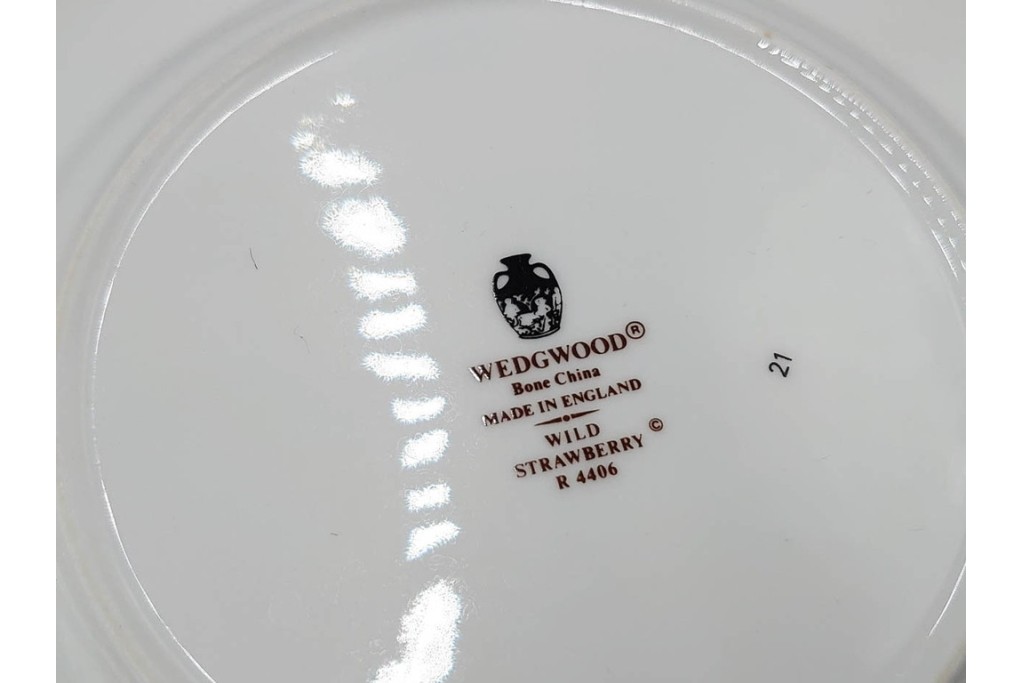 WEDGWOOD®
Bone China
MADE IN ENGLAND
WILD
STRAWBERRY ©
R 4406
21